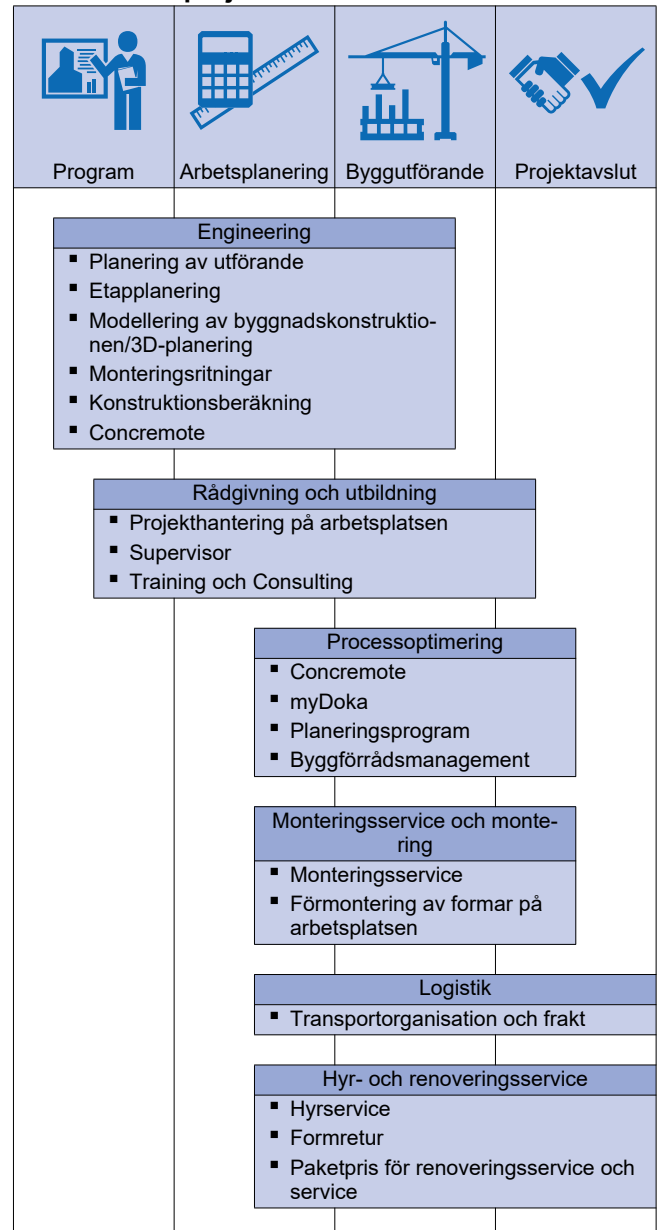 Program
Arbetsplanering
Byggutförande
Projektavslut
Engineering
▪ Planering av utförande
▪ Etapplanering
▪ Modellering av byggnadskonstruktio-
nen/3D-planering
▪ Monteringsritningar
▪ Konstruktionsberäkning
▪ Concremote
Rådgivning och utbildning
▪ Projekthantering på arbetsplatsen
▪ Supervisor
▪ Training och Consulting
Processoptimering
▪ Concremote
▪ myDoka
▪ Planeringsprogram
▪ Byggförrådsmanagement
Monteringsservice och monte-
ring
▪ Monteringsservice
▪ Förmontering av formar på
arbetsplatsen
Logistik
▪ Transportorganisation och frakt
Hyr- och renoveringsservice
▪ Hyrservice
▪ Formretur
▪ Paketpris för renoveringsservice och
service